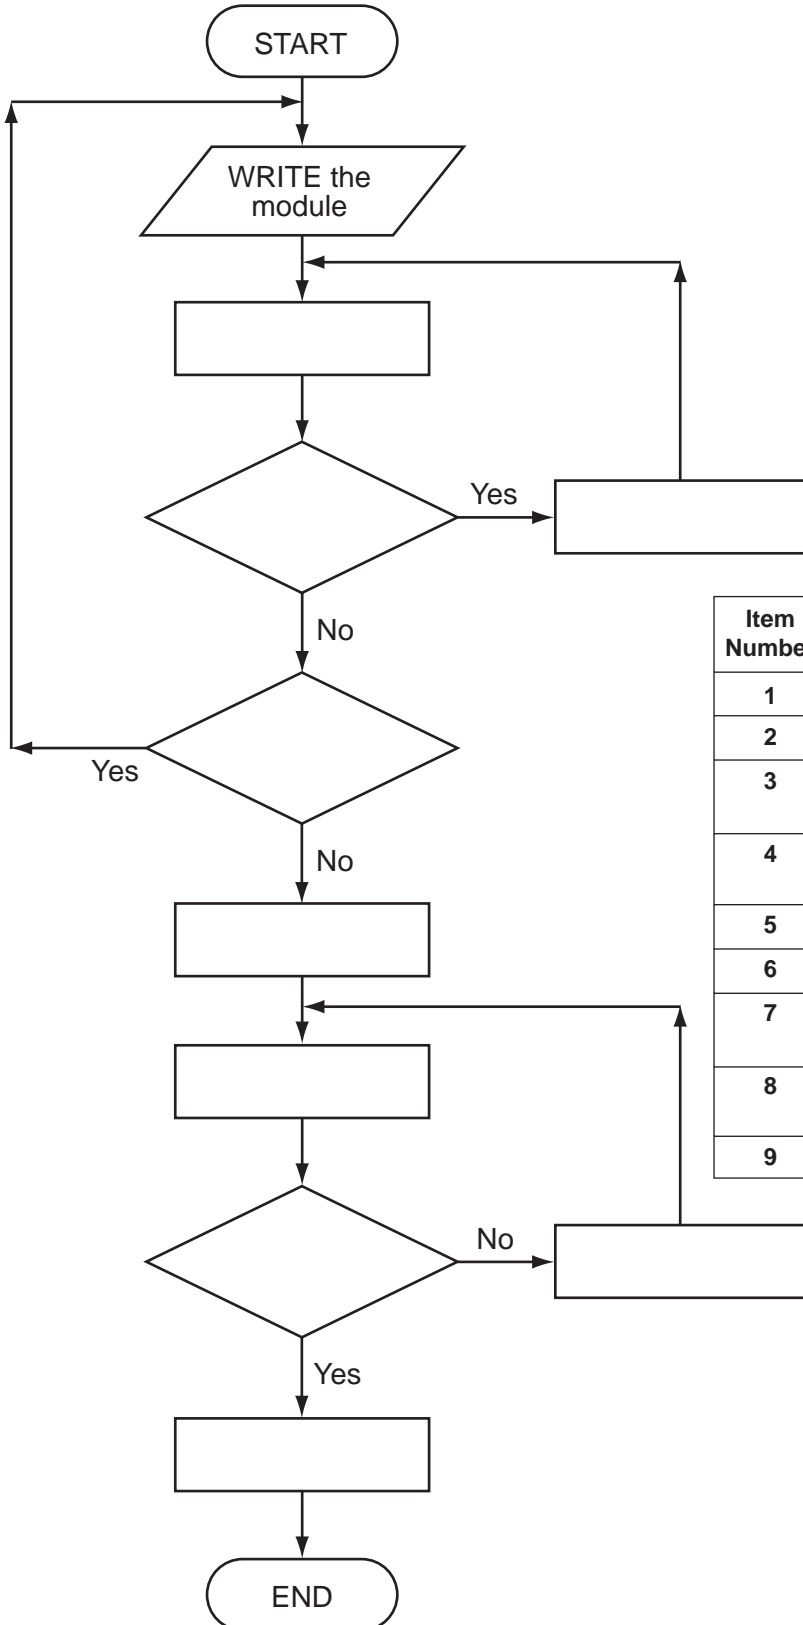 START
WRITE the
module
Yes
No
Yes
No
Item
Numbe
1
2
3
4
5
6
7
8
9
No
Yes
END